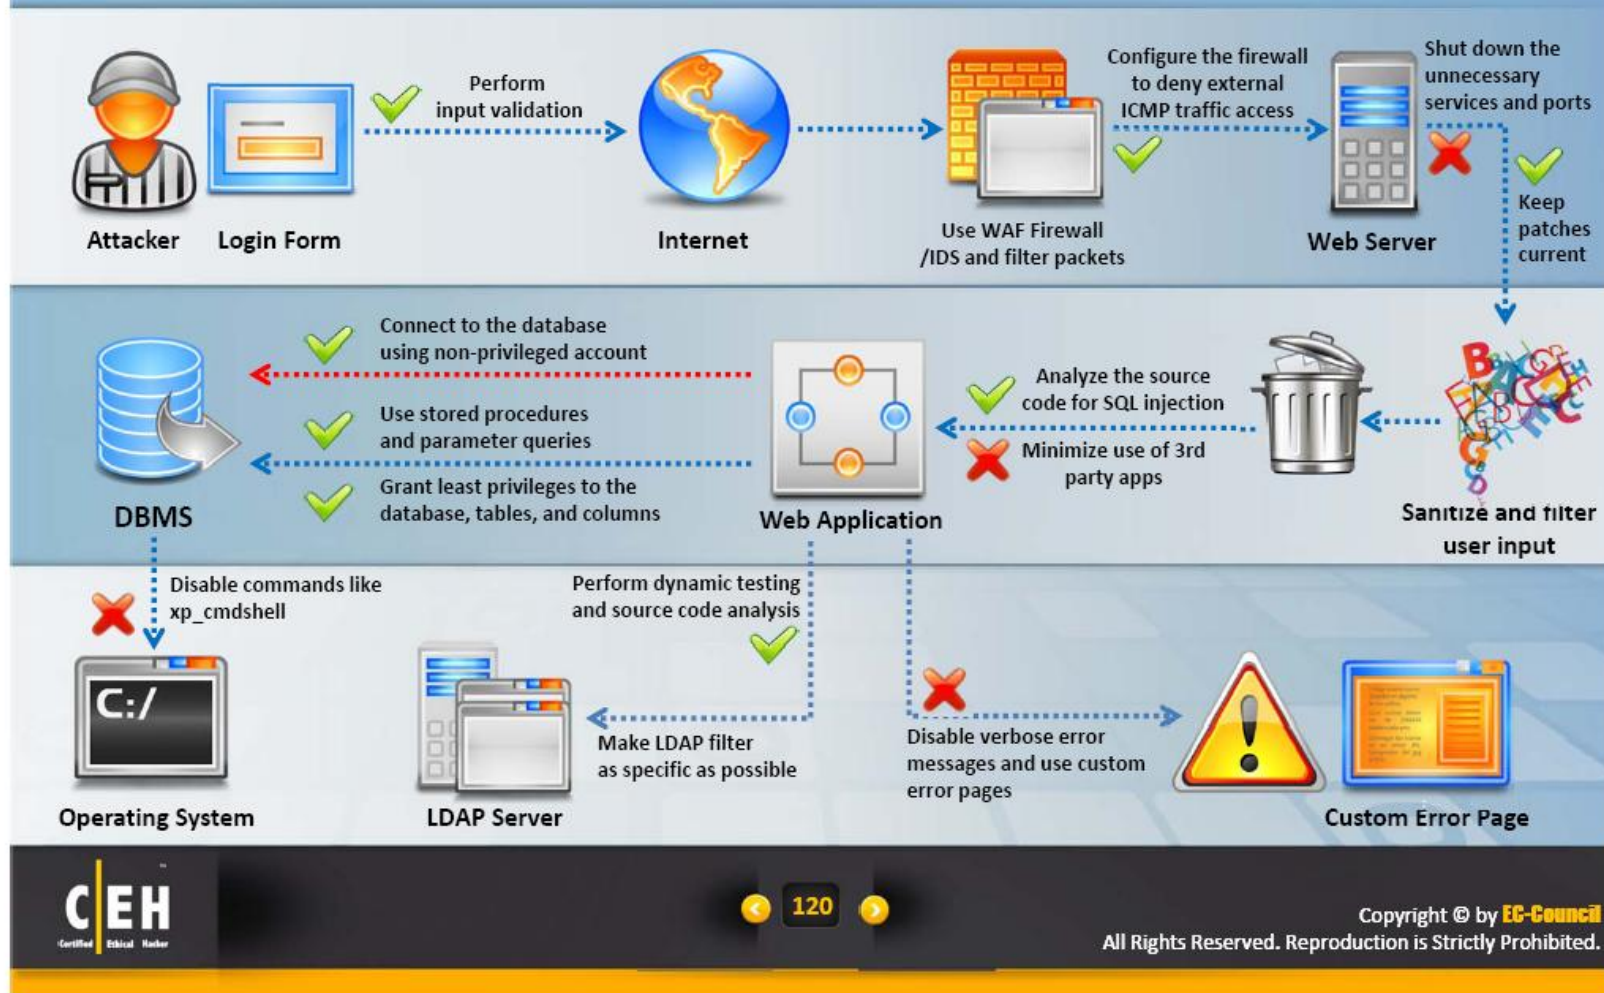 Perform
input validation
Configure the firewall
to deny external
ICMP traffic access
Shut down the
unnecessary
services and ports
Keep
patches
current
Attacker
Login Form
Internet
Use WAF Firewall
/IDS and filter packets
Web Server
Connect to the database
using non-privileged account
Use stored procedures
and parameter queries
Grant least privileges to the
database, tables, and columns
DBMS
Web Application
Analyze the source
code for SQL injection
Minimize use of 3rd
party apps
Sanitize and filter
user input
Disable commands like
xp_cmdshell
C:/
Operating System
Perform dynamic testing
and source code analysis
Make LDAP filter
as specific as possible
LDAP Server
Disable verbose error
messages and use custom
error pages
Custom Error Page
CEH
Certified Ethical Hacker
120
Copyright © by EC-Council
All Rights Reserved. Reproduction is Strictly Prohibited.